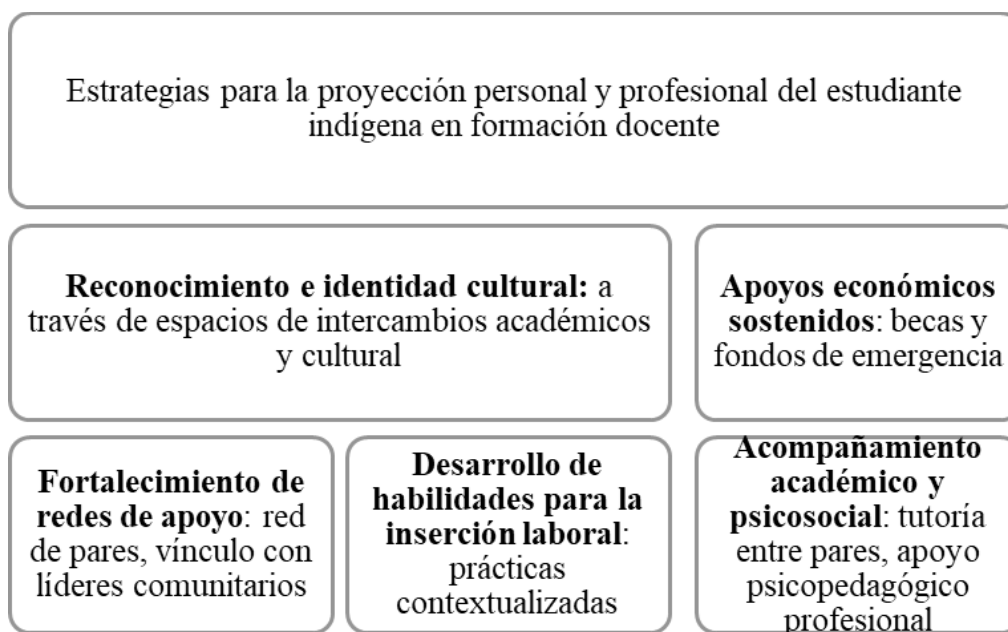 Estrategias para la proyección personal y profesional del estudiante
indígena en formación docente
Reconocimiento e identidad cultural: a
través de espacios de intercambios académicos
y cultural
Apoyos económicos
sostenidos: becas y
fondos de emergencia
Fortalecimiento de
redes de apoyo: red
de pares, vínculo con
líderes comunitarios
Desarrollo de
habilidades para la
inserción laboral:
prácticas
contextualizadas
Acompañamiento
académico y
psicosocial: tutoría
entre pares, apoyo
psicopedagógico
profesional